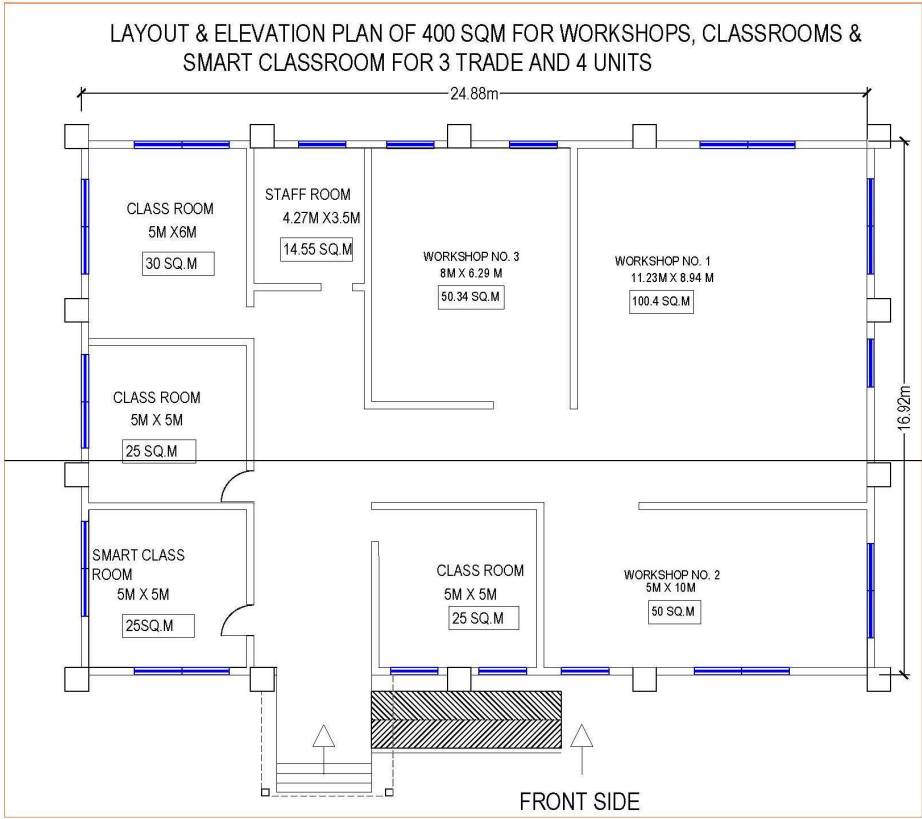 LAYOUT & ELEVATION PLAN OF 400 SQM FOR WORKSHOPS, CLASSROOMS &
SMART CLASSROOM FOR 3 TRADE AND 4 UNITS
24.88m
CLASS ROOM
5M X6M
30 SQ.M
STAFF ROOM
4.27M X3.5M
14.55 SQ.M
WORKSHOP NO. 3
8M X 6.29 M
50.34 SQ.M
WORKSHOP NO. 1
11.23M X 8.94 M
100.4 SQ.M
16.92m
CLASS ROOM
5M X 5M
25 SQ.M
SMART CLASS
ROOM
5M X 5M
25SQ.M
CLASS ROOM
5M X 5M
25 SQ.M
WORKSHOP NO. 2
5M X 10M
50 SQ.M
FRONT SIDE